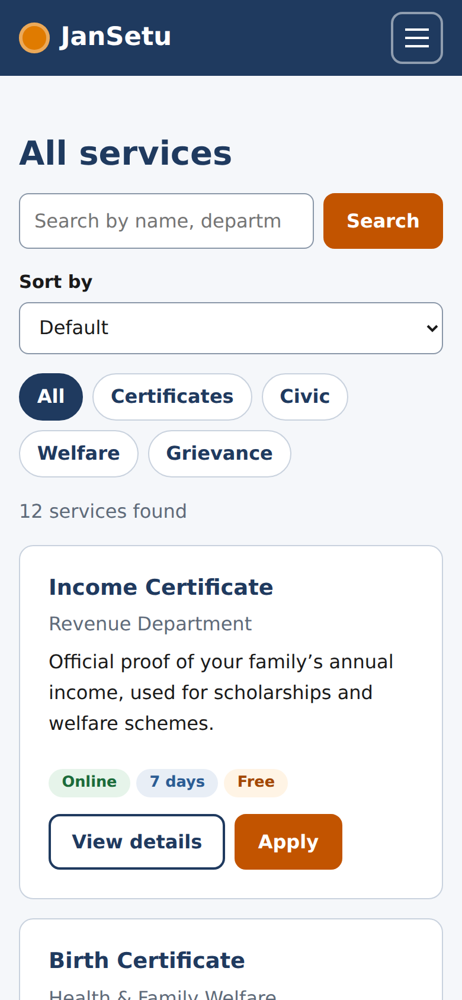 JanSetu
All services
Search by name, departm
Search
Sort by
Default
All
Certificates
Civic
Welfare
Grievance
12 services found
Income Certificate
Revenue Department
Official proof of your family’s annual
income, used for scholarships and
welfare schemes.
Online
7 days
Free
View details
Apply
Birth Certificate
Health & Family Welfare